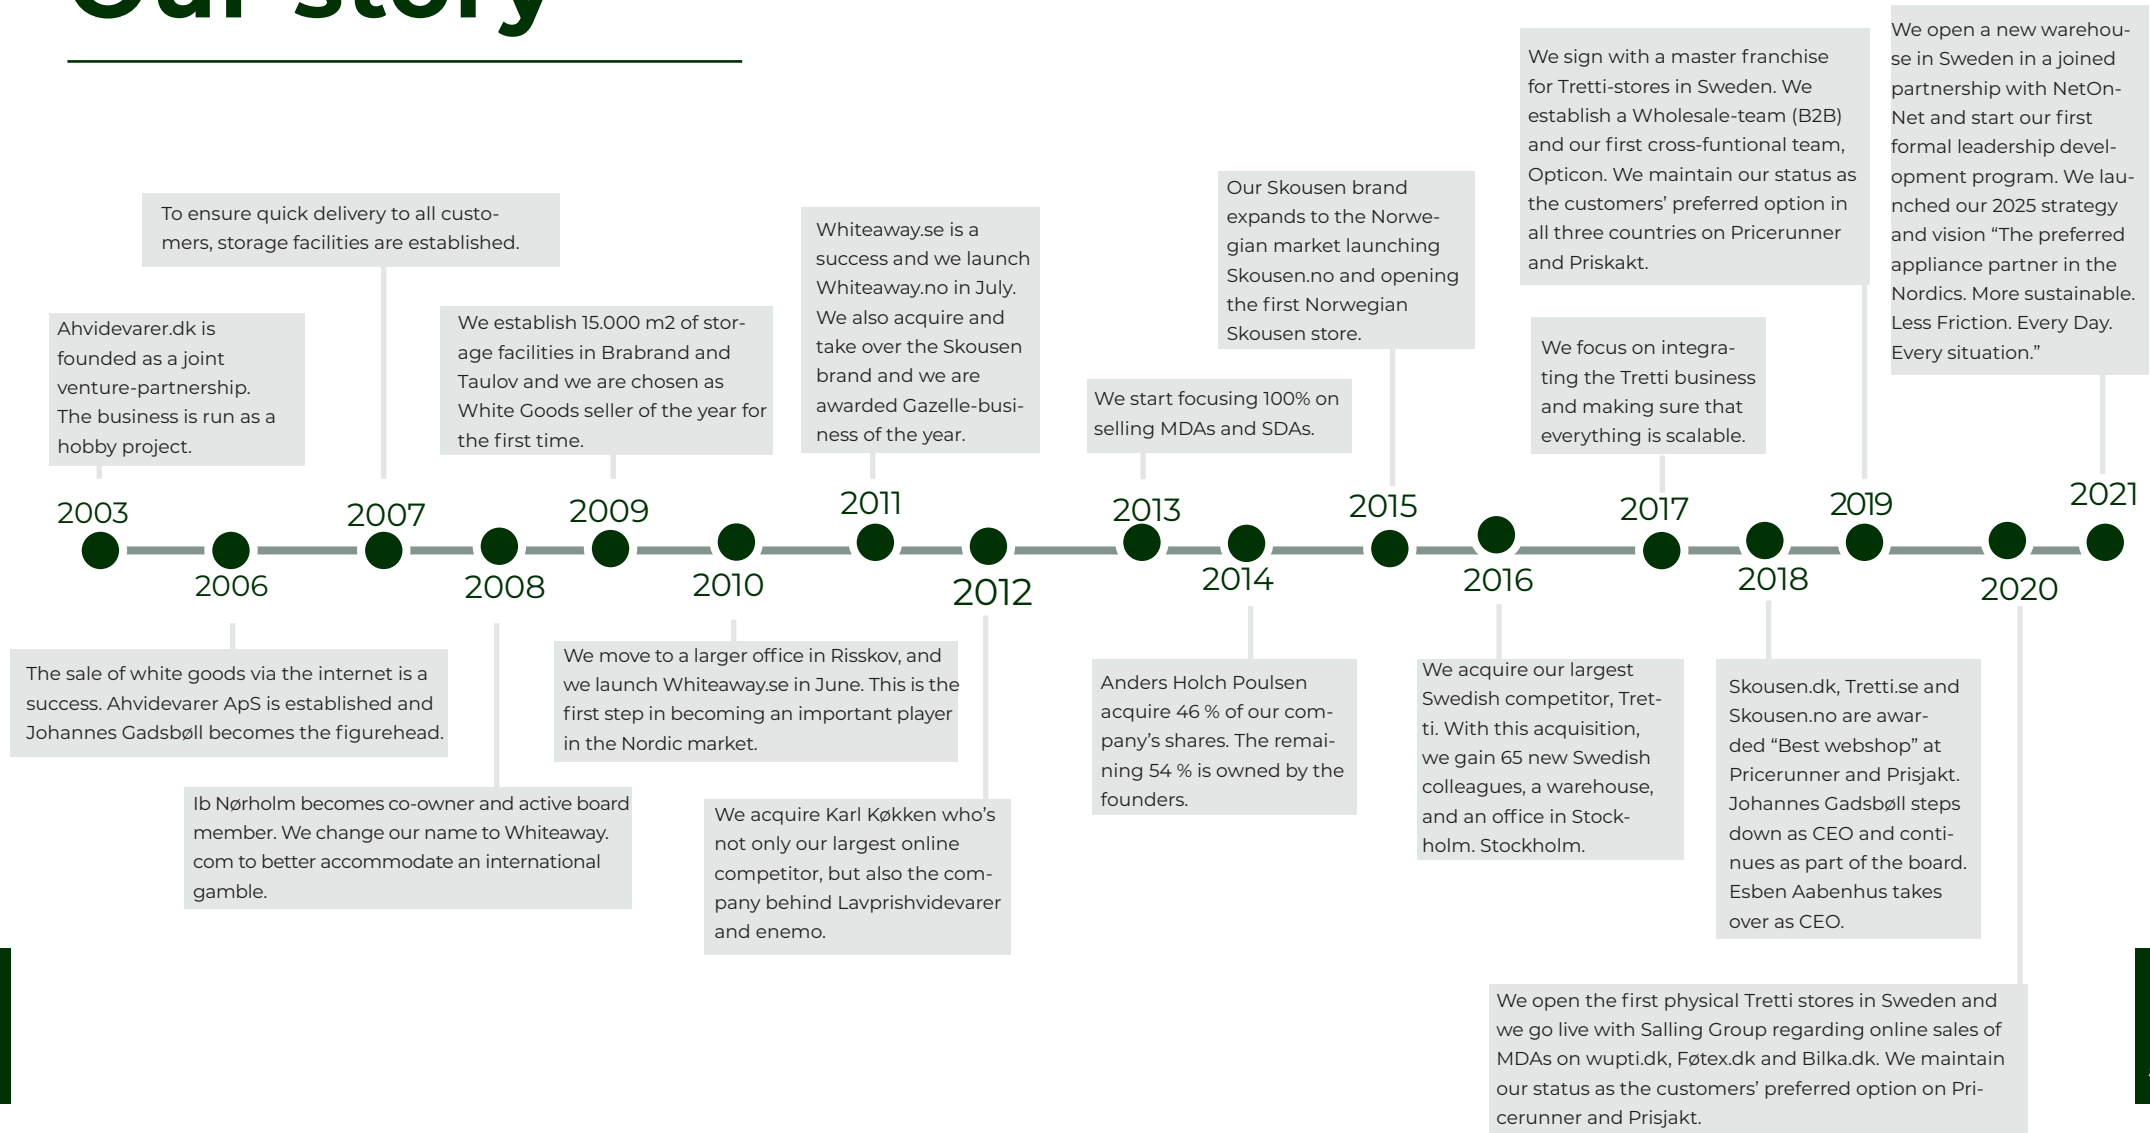 Our story
We open a new warehou-
se in Sweden in a joined
partnership with NetOn-
Net and start our first
formal leadership devel-
opment program. We lau-
nched our 2025 strategy
and vision “The preferred
appliance partner in the
Nordics. More sustainable.
Less Friction. Every Day.
Every situation.”
We sign with a master franchise
for Tretti-stores in Sweden. We
establish a Wholesale-team (B2B)
and our first cross-funtional team,
Opticon. We maintain our status as
the customers’ preferred option in
all three countries on Pricerunner
and Priskakt.
Our Skousen brand
expands to the Norwe-
gian market launching
Skousen.no and opening
the first Norwegian
Skousen store.
To ensure quick delivery to all custo-
mers, storage facilities are established.
Whiteaway.se is a
success and we launch
Whiteaway.no in July.
We also acquire and
take over the Skousen
brand and we are
awarded Gazelle-busi-
ness of the year.
Ahvidevarer.dk is
founded as a joint
venture-partnership.
The business is run as a
hobby project.
We establish 15.000 m2 of stor-
age facilities in Brabrand and
Taulov and we are chosen as
White Goods seller of the year for
the first time.
We start focusing 100% on
selling MDAs and SDAs.
We focus on integra-
ting the Tretti business
and making sure that
everything is scalable.
2003
2007
2009
2011
2013
2015
2017
2019
2021
2006
2008
2010
2012
2014
2016
2018
2020
The sale of white goods via the internet is a
success. Ahvidevarer ApS is established and
Johannes Gadsbøll becomes the figurehead.
Ib Nørholm becomes co-owner and active board
member. We change our name to Whiteaway.
com to better accommodate an international
gamble.
We move to a larger office in Risskov, and
we launch Whiteaway.se in June. This is the
first step in becoming an important player
in the Nordic market.
We acquire Karl Køkken who’s
not only our largest online
competitor, but also the com-
pany behind Lavprishvidevarer
and enemo.
Anders Holch Poulsen
acquire 46 % of our com-
pany’s shares. The remai-
ning 54 % is owned by the
founders.
We acquire our largest
Swedish competitor, Tret-
ti. With this acquisition,
we gain 65 new Swedish
colleagues, a warehouse,
and an office in Stock-
holm. Stockholm.
Skousen.dk, Tretti.se and
Skousen.no are awar-
ded “Best webshop” at
Pricerunner and Prisjakt.
Johannes Gadsbøll steps
down as CEO and conti-
nues as part of the board.
Esben Aabenhus takes
over as CEO.
We open the first physical Tretti stores in Sweden and
we go live with Salling Group regarding online sales of
MDAs on wupti.dk, Føtex.dk and Bilka.dk. We maintain
our status as the customers’ preferred option on Pri-
cerunner and Prisjakt.